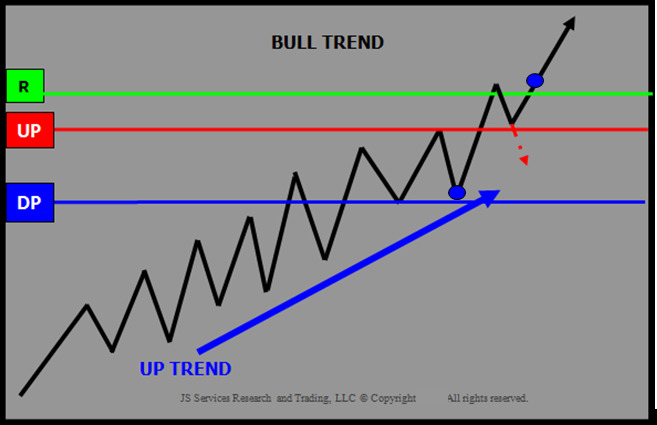 BULL TREND
R
UP
DP
UP TREND
JS Services Research and Trading, LLC © Copyright All rights reserved.